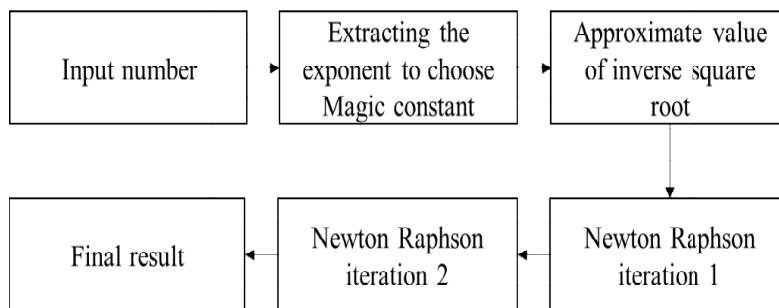 Input number
Extracting the
exponent to choose
Magic constant
Approximate value
of inverse square
root
Newton Raphson
iteration 1
Newton Raphson
iteration 2
Final result